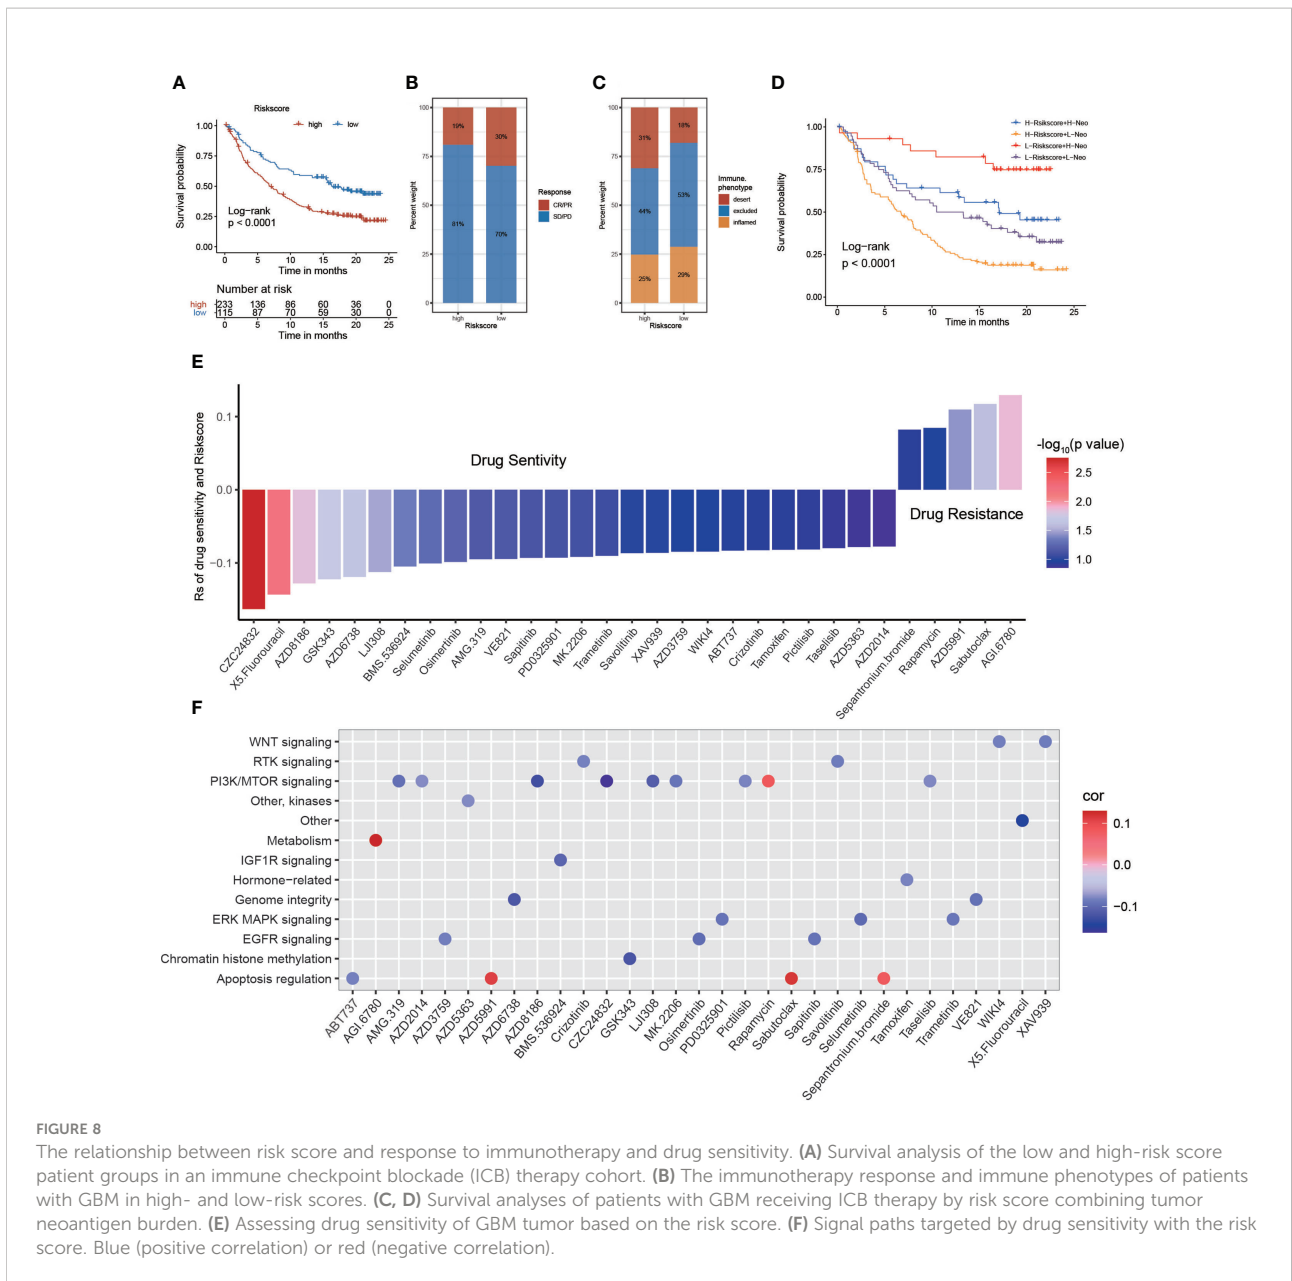 A
Riskscore
high low
Survival probability
1.00
0.75
0.50
0.25
0.00
Log-rank
p < 0.0001
0 5 10 15 20 25
Time in months
Number at risk
high 233 136 86 60 36 0
low 115 87 70 59 30 0
0 5 10 15 20 25
Time in months
B
Percent weight
100
75
50
25
0
19%
30%
81%
70%
high low
Riskscore
Response
CR/PR
SD/PD
C
Percent weight
100
75
50
25
0
31%
18%
44%
53%
25%
29%
high low
Riskscore
Immune.
phenotype
desert
excluded
inflamed
D
Survival probability
1.00
0.75
0.50
0.25
0.00
H-Rsikscore+H-Neo
H-Riskscore+L-Neo
L-Riskscore+H-Neo
L-Riskscore+L-Neo
Log-rank
p < 0.0001
0 5 10 15 20 25
Time in months
E
Rs of drug sensitivity and Riskscore
0.1
0.0
-0.1
Drug Sentivity
Drug Resistance
-log10(p value)
2.5
2.0
1.5
1.0
CZC24832
X5.Fluorouracil
AZD8186
GSK343
AZD6738
LJI308
BMS.536924
Selumetinib
Osimertinib
AMG.319
VE821
Sapitinib
PD0325901
MK.2206
Trametinib
Savolitinib
XAV939
AZD3759
WIKI4
ABT737
Crizotinib
Tamoxifen
Pictilisib
Taselisib
AZD5363
AZD2014
Sepantronium.bromide
Rapamycin
AZD5991
Sabutoclax
AGI.6780
F
WNT signaling
RTK signaling
PI3K/MTOR signaling
Other, kinases
Other
Metabolism
IGF1R signaling
Hormone-related
Genome integrity
ERK MAPK signaling
EGFR signaling
Chromatin histone methylation
Apoptosis regulation
cor
0.1
0.0
-0.1
ABT737
AGI.6780
AMG.319
AZD2014
AZD3759
AZD5363
AZD5991
AZD6738
AZD8186
BMS.536924
Crizotinib
CZC24832
GSK343
LJI308
MK.2206
Osimertinib
PD0325901
Pictilisib
Rapamycin
Sabutoclax
Sapitinib
Savolitinib
Selumetinib
Sepantronium.bromide
Tamoxifen
Taselisib
Trametinib
VE821
WIKI4
X5.Fluorouracil
XAV939
FIGURE 8
The relationship between risk score and response to immunotherapy and drug sensitivity. (A) Survival analysis of the low and high-risk score
patient groups in an immune checkpoint blockade (ICB) therapy cohort. (B) The immunotherapy response and immune phenotypes of patients
with GBM in high- and low-risk scores. (C, D) Survival analyses of patients with GBM receiving ICB therapy by risk score combining tumor
neoantigen burden. (E) Assessing drug sensitivity of GBM tumor based on the risk score. (F) Signal paths targeted by drug sensitivity with the risk
score. Blue (positive correlation) or red (negative correlation).